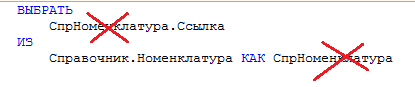 ВЫБРАТЬ
СпрНоменклатура.Ссылка
ИЗ
Справочник.Номенклатура КАК СпрНоменклатура